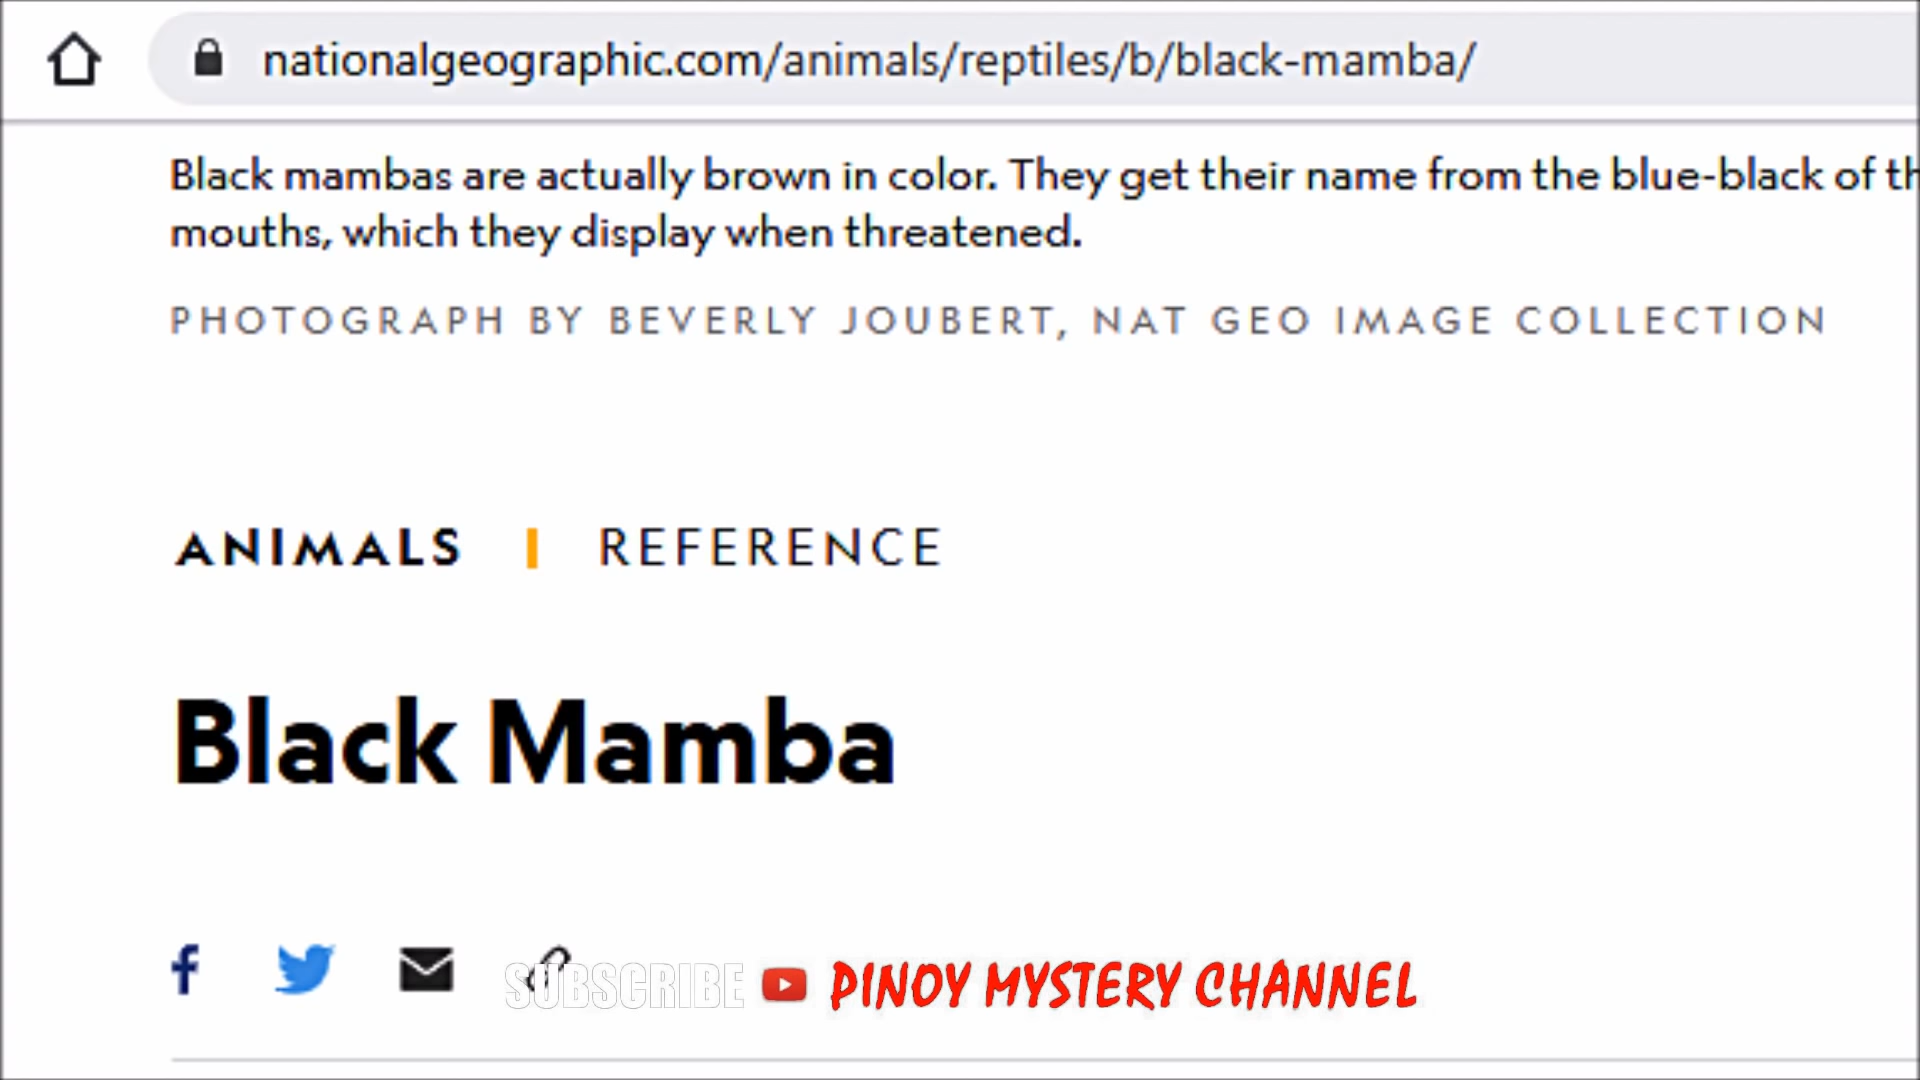 nationalgeographic.com/animals/reptiles/b/black-mamba/
Black mambas are actually brown in color. They get their name from the blue-black of th
mouths, which they display when threatened.
PHOTOGRAPH BY BEVERLY JOUBERT, NAT GEO IMAGE COLLECTION
ANIMALS | REFERENCE
Black Mamba
SUBSCRIBE PINOY MYSTERY CHANNEL